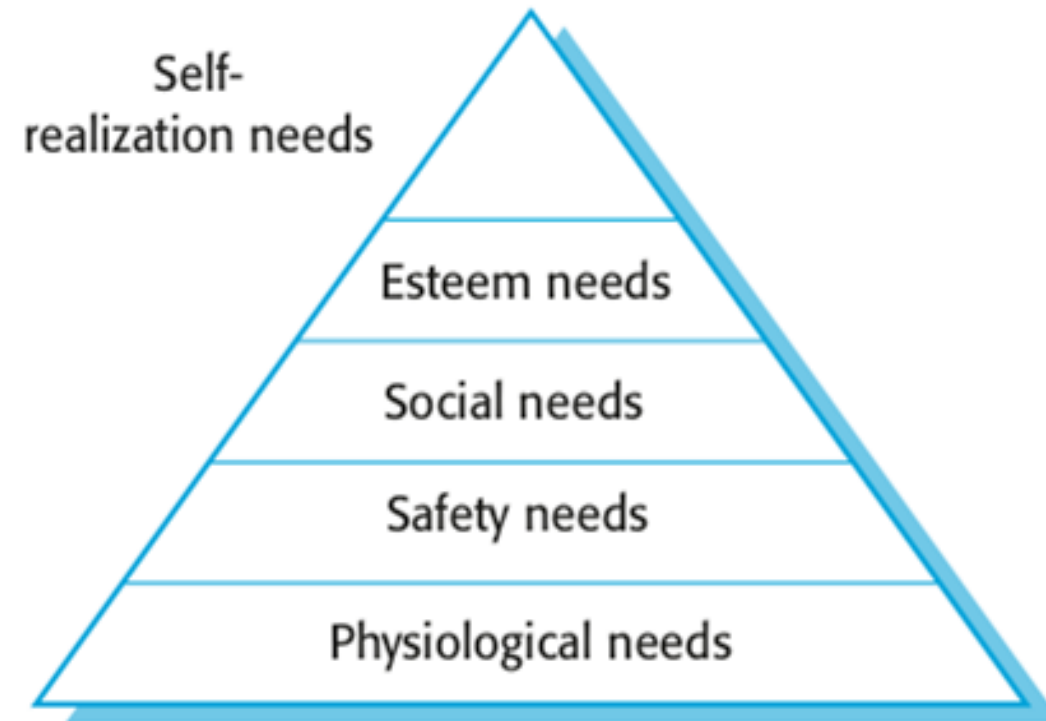 Self-
realization needs
Esteem needs
Social needs
Safety needs
Physiological needs